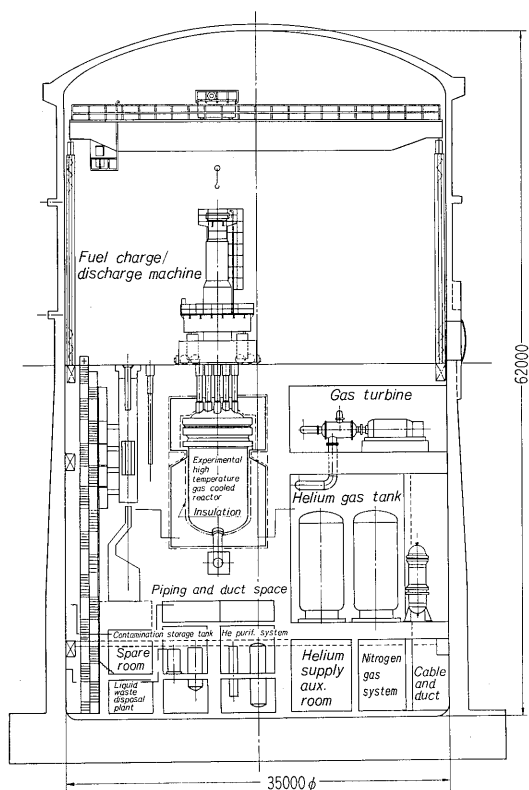 Fuel charge/
discharge machine
62000
Gas turbine
Experimental
high
temperature
gas cooled
reactor
Insulation
Helium gas tank
Piping and duct space
Contamination storage tank
He purif. system
Spare
room
Liquid
waste
disposal
plant
Helium
supply
aux.
room
Nitrogen
gas
system
Cable
and
duct
35000 φ